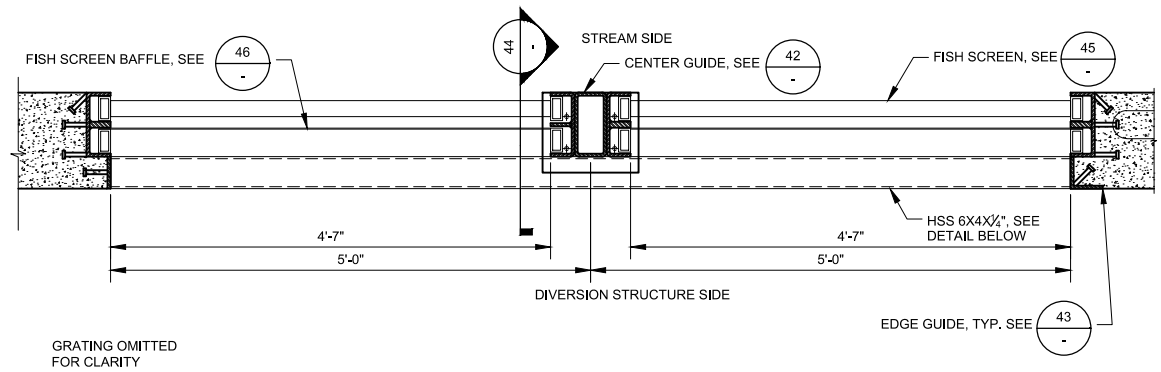 STREAM SIDE
FISH SCREEN BAFFLE, SEE
46
-
44
-
CENTER GUIDE, SEE
42
-
FISH SCREEN, SEE
45
-
HSS 6X4X1/4", SEE
DETAIL BELOW
4'-7"
4'-7"
5'-0"
5'-0"
DIVERSION STRUCTURE SIDE
EDGE GUIDE, TYP. SEE
43
-
GRATING OMITTED
FOR CLARITY